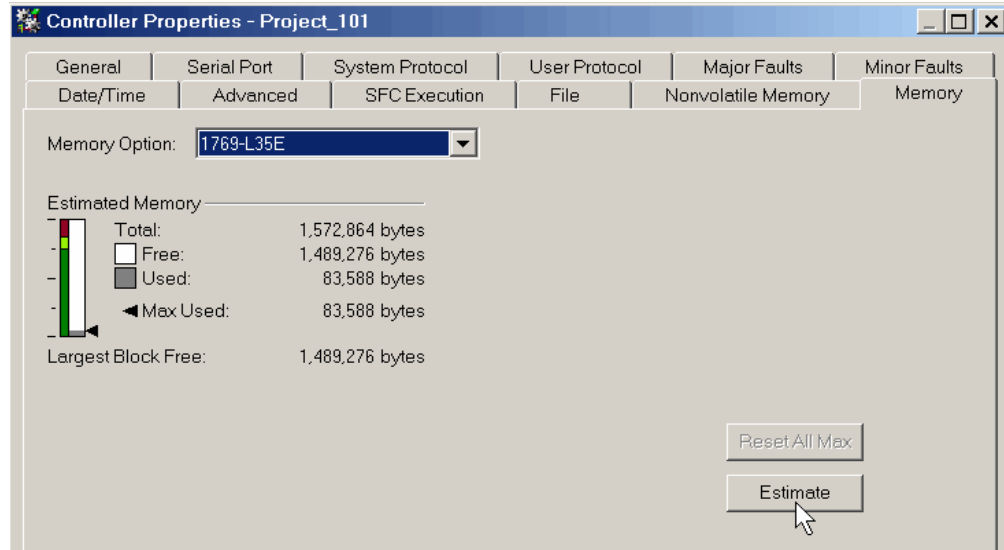 Controller Properties - Project_101
General Serial Port System Protocol User Protocol Major Faults Minor Faults
Date/Time Advanced SFC Execution File Nonvolatile Memory Memory
Memory Option: 1769-L35E
Estimated Memory
Total: 1,572,864 bytes
Free: 1,489,276 bytes
Used: 83,588 bytes
Max Used: 83,588 bytes
Largest Block Free: 1,489,276 bytes
Reset All Max
Estimate